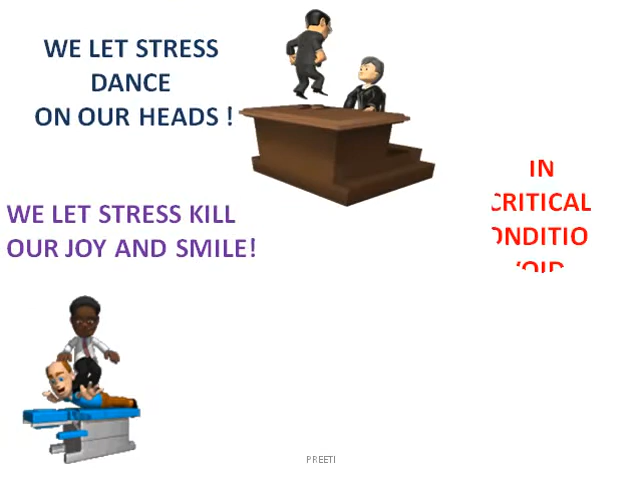 WE LET STRESS
DANCE
ON OUR HEADS !
WE LET STRESS KILL
OUR JOY AND SMILE!
IN
CRITICAL
PREETI